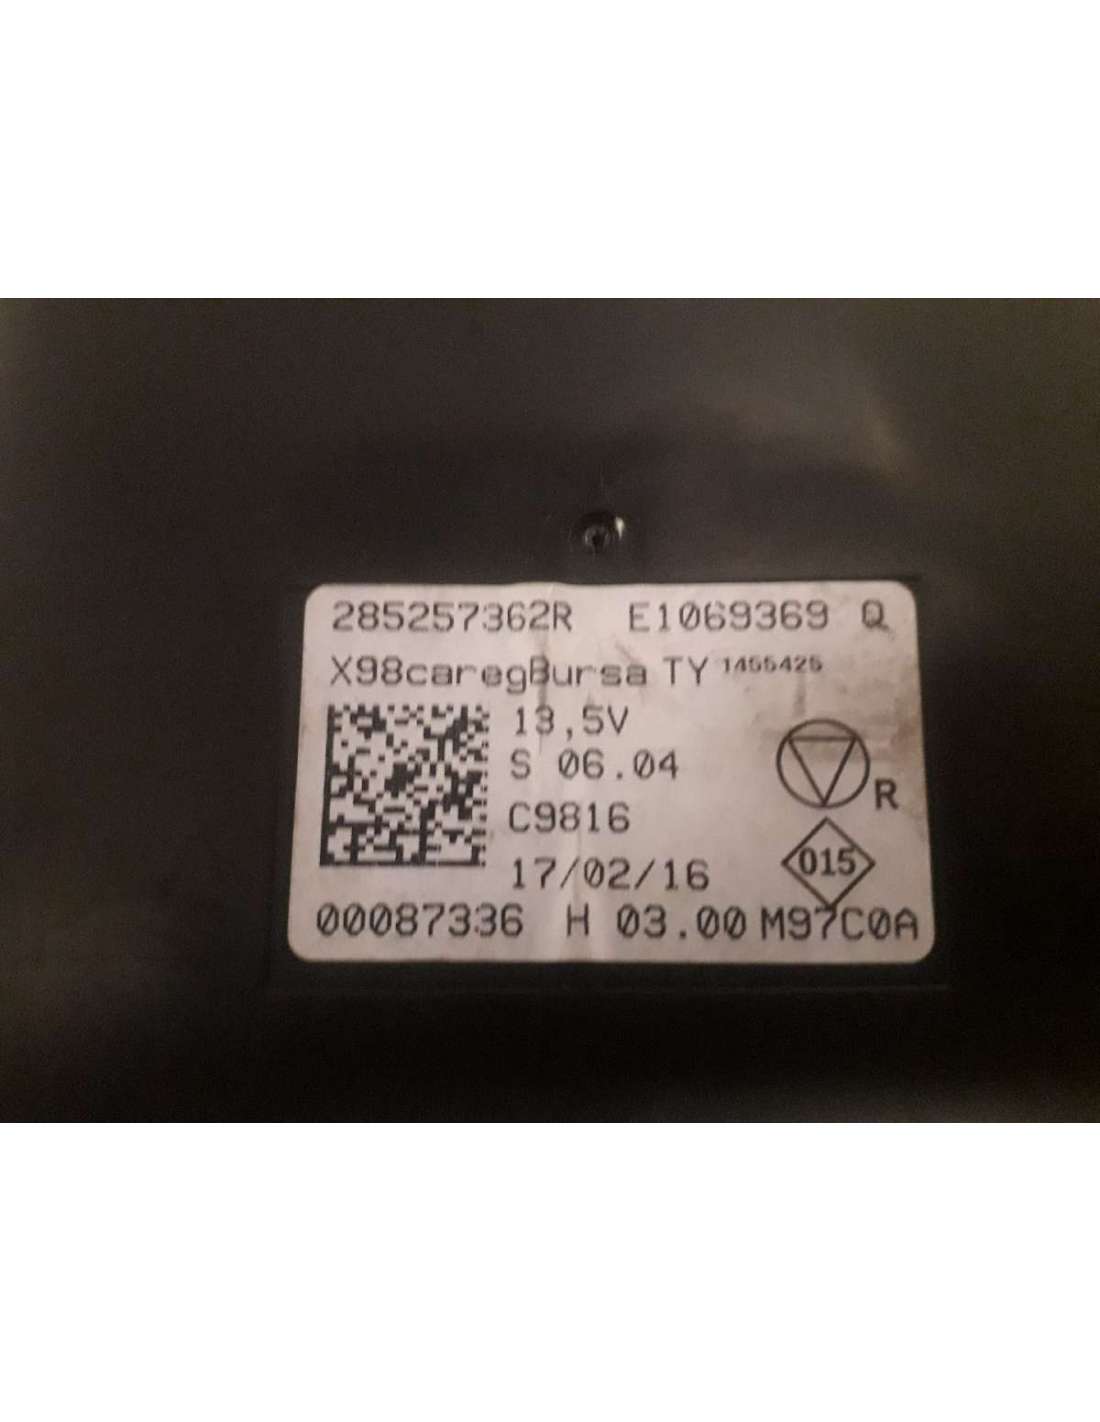 285257362R E1069369 Q
X98caregBursa TY 1455425
13,5V
S 06.04
R
C9816
015
17/02/16
00087336 H 03.00 M97C0A